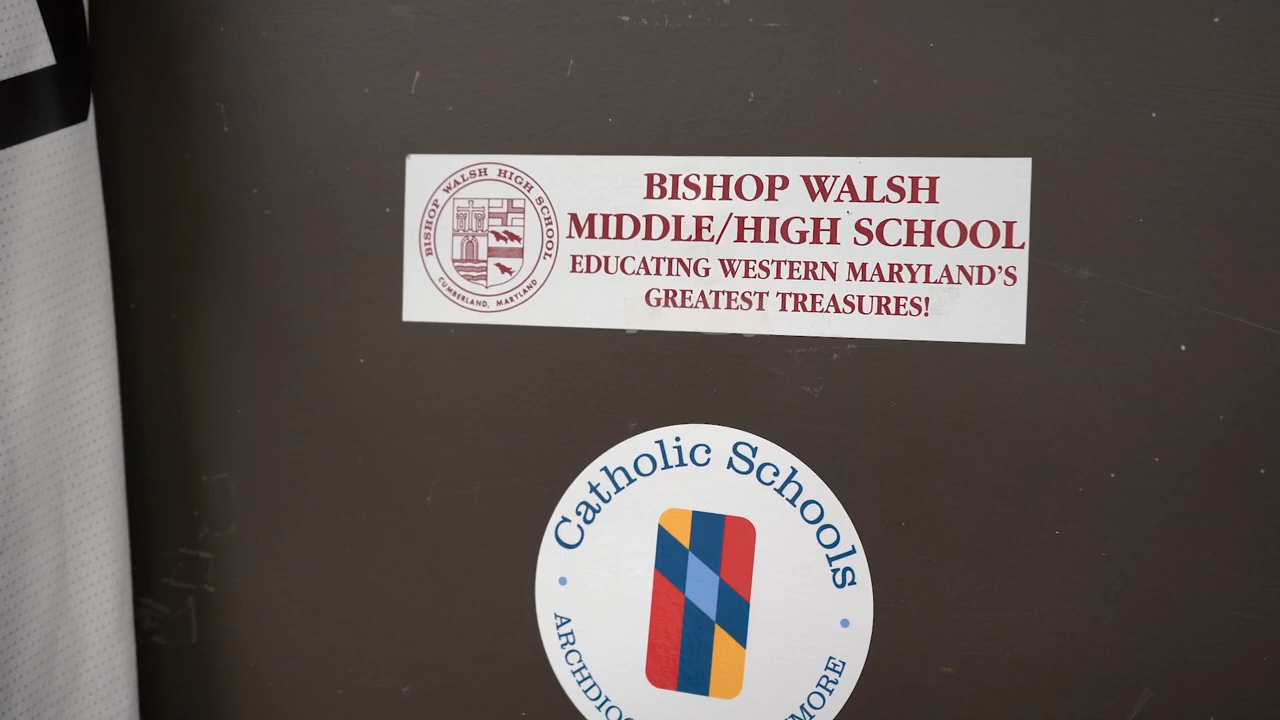 BISHOP WALSH HIGH SCHOOL
CUMBERLAND, MARYLAND
BISHOP WALSH
MIDDLE/HIGH SCHOOL
EDUCATING WESTERN MARYLAND'S
GREATEST TREASURES!
Catholic Schools